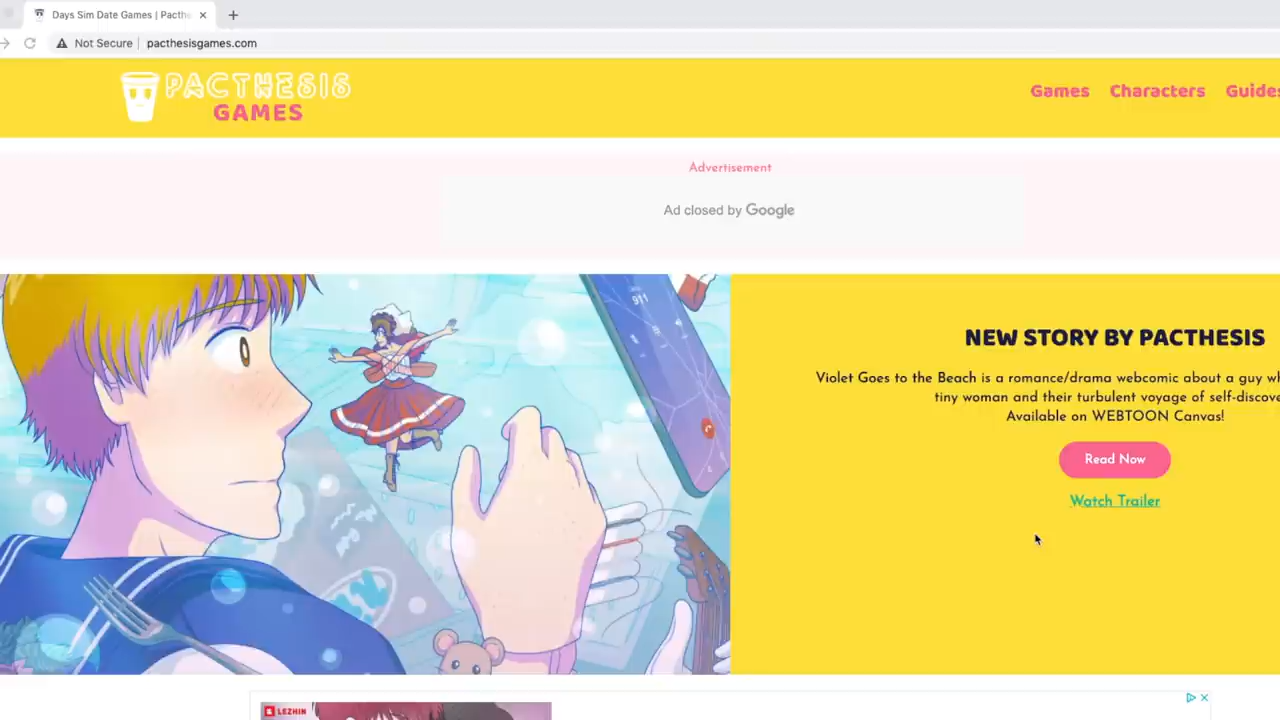 Days Sim Date Games | Pacthe
Not Secure
pacthesisgames.com
PACTHESIS
GAMES
Games
Characters
Guides
Advertisement
Ad closed by Google
911
NEW STORY BY PACTHESIS
Violet Goes to the Beach is a romance/drama webcomic about a guy wh
tiny woman and their turbulent voyage of self-discove
Available on WEBTOON Canvas!
Read Now
Watch Trailer
LEZHIN